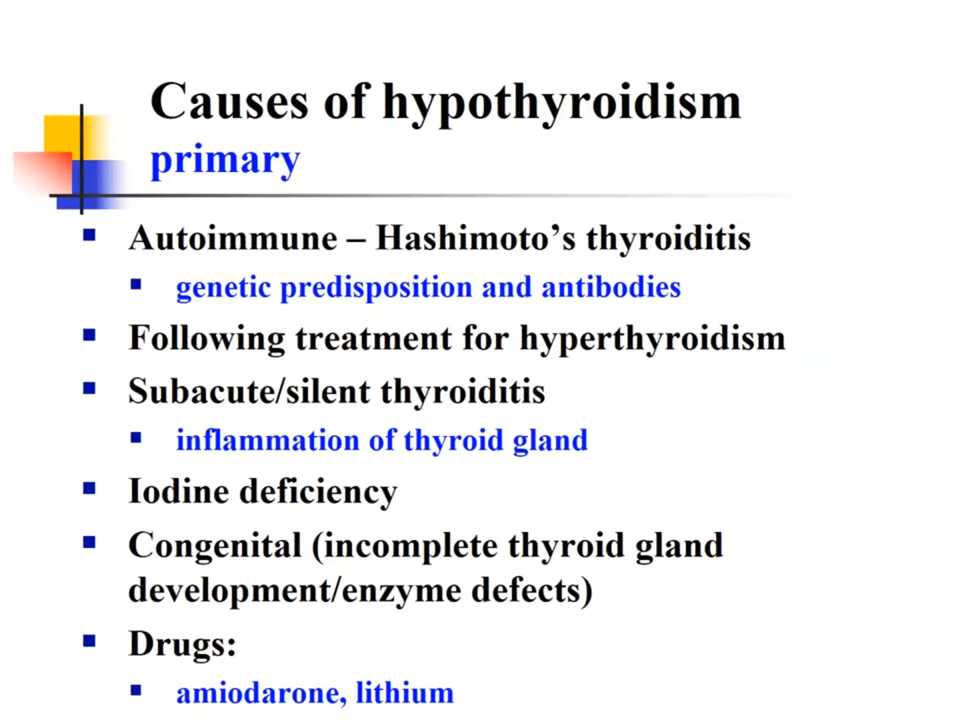 Causes of hypothyroidism
primary
Autoimmune – Hashimoto’s thyroiditis
genetic predisposition and antibodies
Following treatment for hyperthyroidism
Subacute/silent thyroiditis
inflammation of thyroid gland
Iodine deficiency
Congenital (incomplete thyroid gland
development/enzyme defects)
Drugs:
amiodarone, lithium